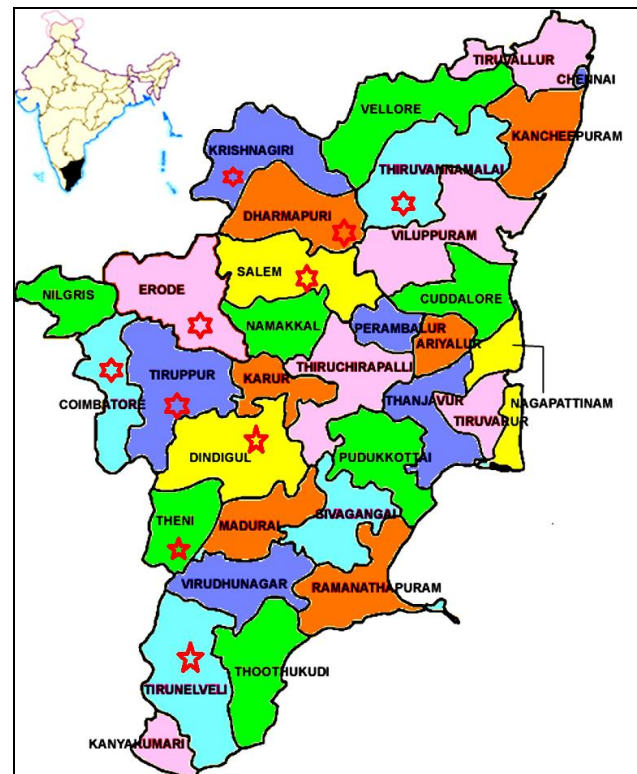 TIRUVALLUR
CHENNAI
VELLORE
KANCHEEPURAM
KRISHNAGIRI
THIRUVANNAMALAI
DHARMAPURI
VILUPPURAM
SALEM
ERODE
NILGRIS
CUDDALORE
NAMAKKAL
PERAMBALUR
ARIYALUR
THIRUCHIRAPALLI
TIRUPPUR
KARUR
COIMBATORE
THANJAVUR
NAGAPATTINAM
TIRUVARUR
DINDIGUL
PUDUKKOTTAI
THENI
SIVAGANGAI
MADURAI
VIRUDHUNAGAR
RAMANATHAPURAM
THOOTHUKUDI
TIRUNELVELI
KANYAKUMARI